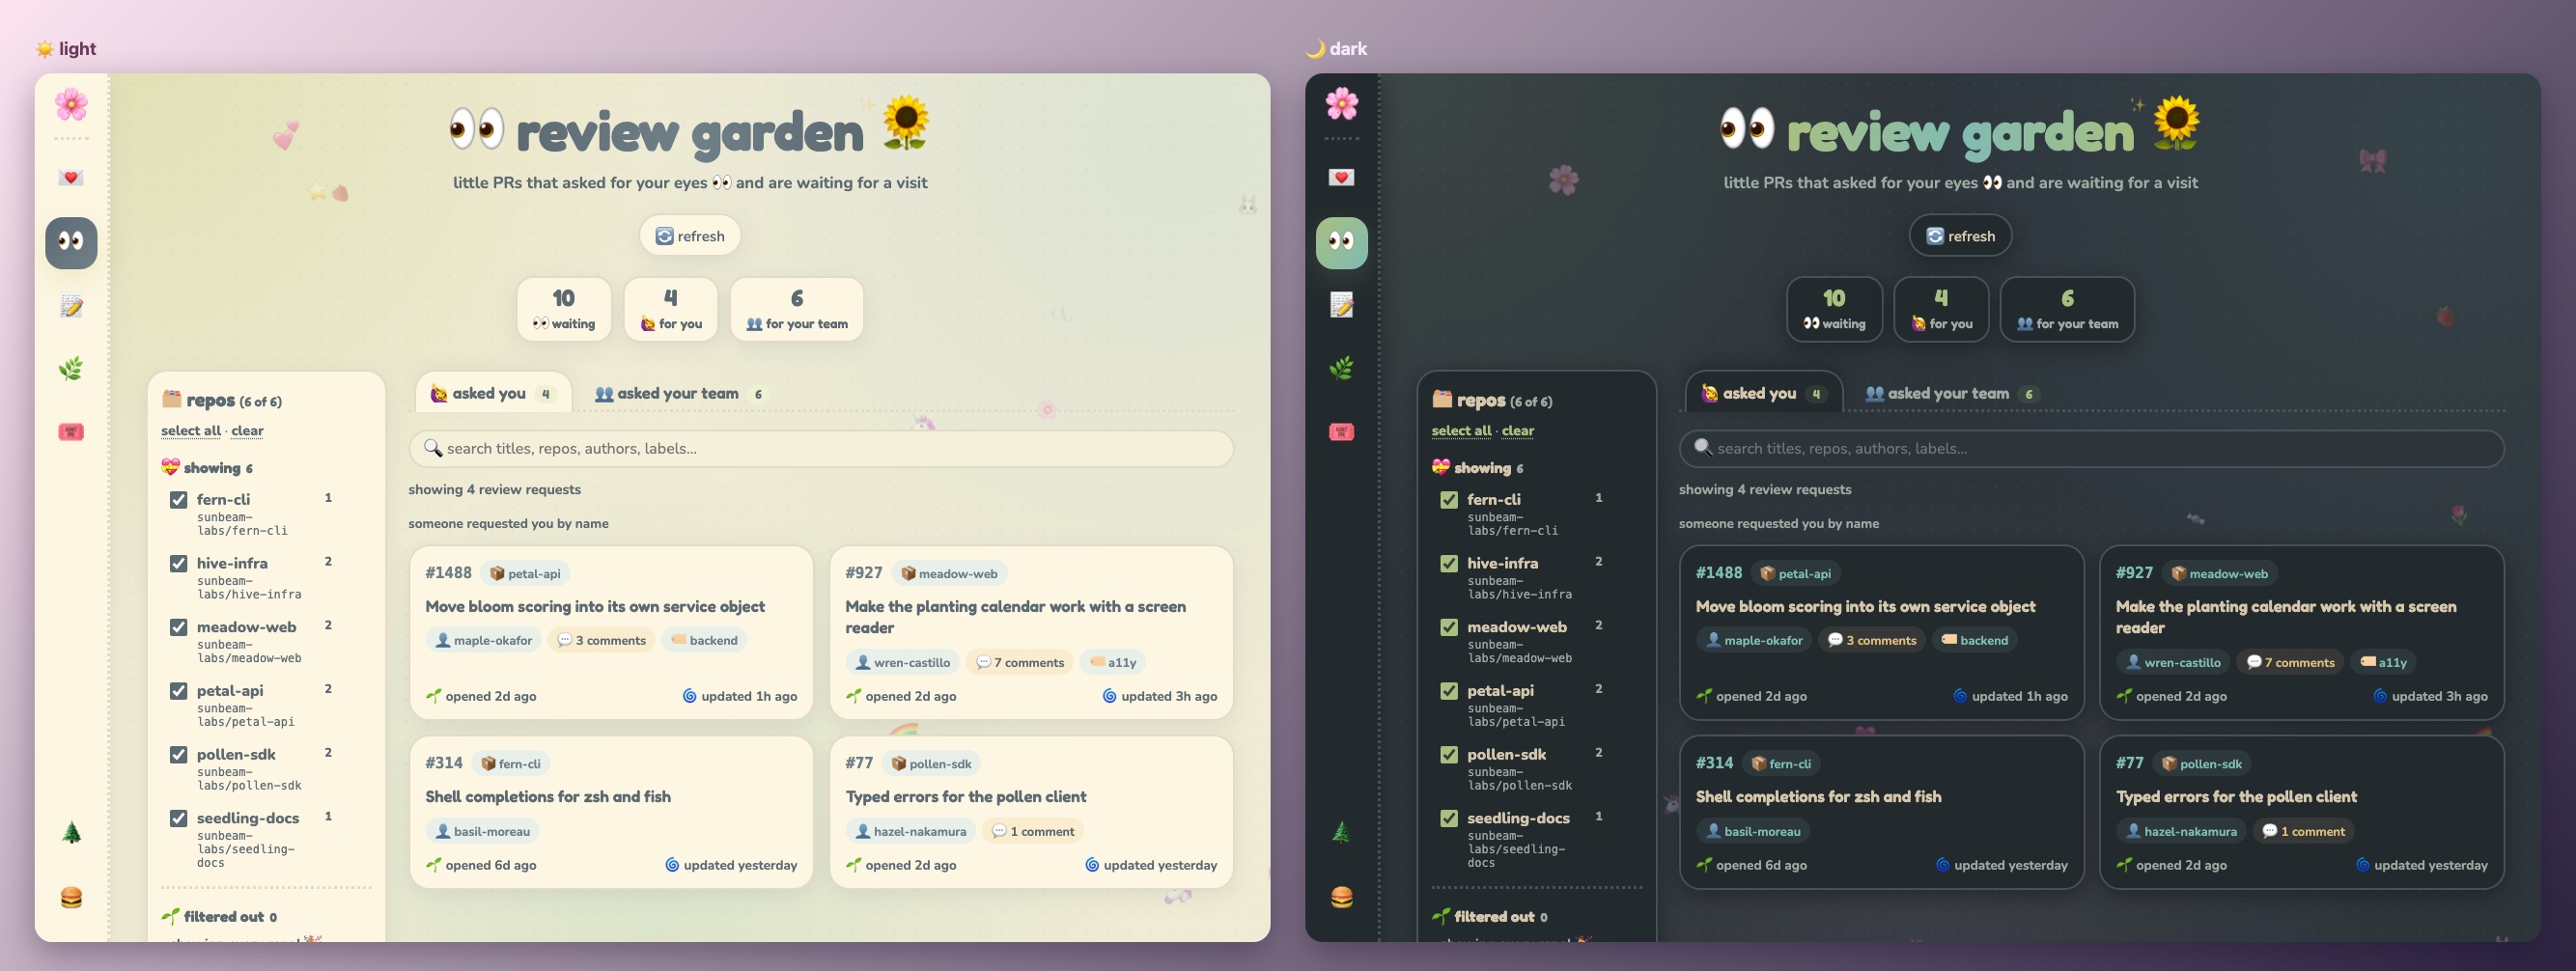 light
review garden
little PRs that asked for your eyes and are waiting for a visit
refresh
10
waiting
4
for you
6
for your team
repos (6 of 6)
select all · clear
showing 6
fern-cli 1
sunbeam-
labs/fern-cli
hive-infra 2
sunbeam-
labs/hive-infra
meadow-web 2
sunbeam-
labs/meadow-web
petal-api 2
sunbeam-
labs/petal-api
pollen-sdk 2
sunbeam-
labs/pollen-sdk
seedling-docs 1
sunbeam-
labs/seedling-
docs
filtered out 0
asked you 4
asked your team 6
search titles, repos, authors, labels...
showing 4 review requests
someone requested you by name
#1488 petal-api
Move bloom scoring into its own service object
maple-okafor 3 comments backend
opened 2d ago updated 1h ago
#927 meadow-web
Make the planting calendar work with a screen
reader
wren-castillo 7 comments a11y
opened 2d ago updated 3h ago
#314 fern-cli
Shell completions for zsh and fish
basil-moreau
opened 6d ago updated yesterday
#77 pollen-sdk
Typed errors for the pollen client
hazel-nakamura 1 comment
opened 2d ago updated yesterday
dark
review garden
little PRs that asked for your eyes and are waiting for a visit
refresh
10
waiting
4
for you
6
for your team
repos (6 of 6)
select all · clear
showing 6
fern-cli 1
sunbeam-
labs/fern-cli
hive-infra 2
sunbeam-
labs/hive-infra
meadow-web 2
sunbeam-
labs/meadow-web
petal-api 2
sunbeam-
labs/petal-api
pollen-sdk 2
sunbeam-
labs/pollen-sdk
seedling-docs 1
sunbeam-
labs/seedling-
docs
filtered out 0
asked you 4
asked your team 6
search titles, repos, authors, labels...
showing 4 review requests
someone requested you by name
#1488 petal-api
Move bloom scoring into its own service object
maple-okafor 3 comments backend
opened 2d ago updated 1h ago
#927 meadow-web
Make the planting calendar work with a screen
reader
wren-castillo 7 comments a11y
opened 2d ago updated 3h ago
#314 fern-cli
Shell completions for zsh and fish
basil-moreau
opened 6d ago updated yesterday
#77 pollen-sdk
Typed errors for the pollen client
hazel-nakamura 1 comment
opened 2d ago updated yesterday